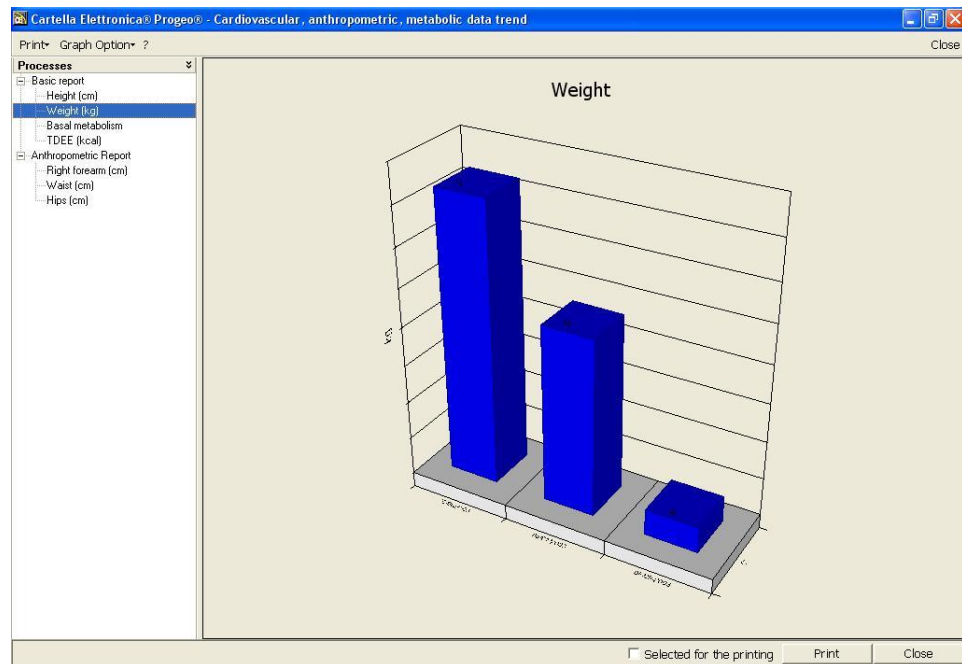 Cartella Elettronica® Progeo® - Cardiovascular, anthropometric, metabolic data trend
Print Graph Option ? Close
Processes
Basic report
Height (cm)
Weight (kg)
Basal metabolism
TDEE (kcal)
Anthropometric Report
Right forearm (cm)
Waist (cm)
Hips (cm)
Weight
Selected for the printing Print Close